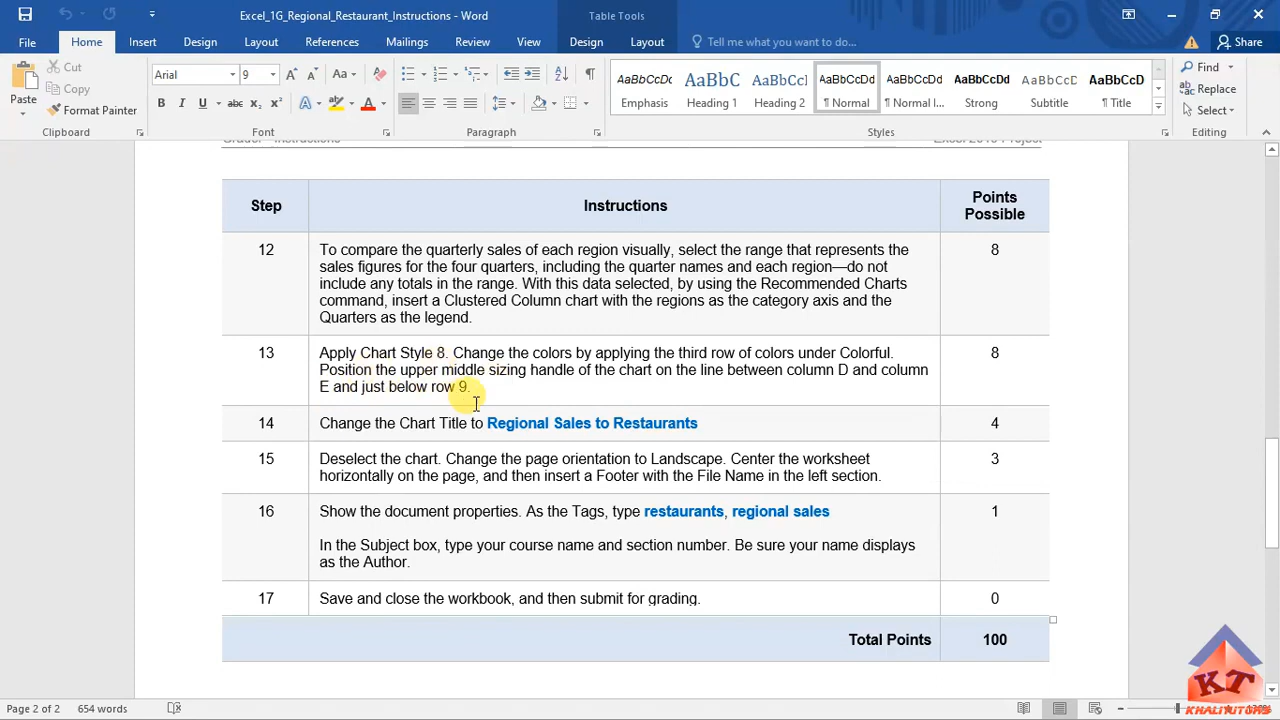 Excel_1G_Regional_Restaurant_Instructions - Word
Table Tools
File Home Insert Design Layout References Mailings Review View Design Layout Tell me what you want to do... Share
Paste
Cut
Copy
Format Painter
Clipboard
Arial 9
Font
Paragraph
AaBbCcDc AaBbC AaBbCcI AaBbCcDd AaBbCcDd AaBbCcDd AaBbCcDd AaBbCcD
Emphasis Heading 1 Heading 2 ¶ Normal ¶ Normal I... Strong Subtitle ¶ Title
Styles
Find
Replace
Select
Editing
Step Instructions Points Possible
12 To compare the quarterly sales of each region visually, select the range that represents the 8
sales figures for the four quarters, including the quarter names and each region—do not
include any totals in the range. With this data selected, by using the Recommended Charts
command, insert a Clustered Column chart with the regions as the category axis and the
Quarters as the legend.
13 Apply Chart Style 8. Change the colors by applying the third row of colors under Colorful. 8
Position the upper middle sizing handle of the chart on the line between column D and column
E and just below row 9.
14 Change the Chart Title to Regional Sales to Restaurants 4
15 Deselect the chart. Change the page orientation to Landscape. Center the worksheet 3
horizontally on the page, and then insert a Footer with the File Name in the left section.
16 Show the document properties. As the Tags, type restaurants, regional sales 1
In the Subject box, type your course name and section number. Be sure your name displays
as the Author.
17 Save and close the workbook, and then submit for grading. 0
Total Points 100
KT
KHALITUTORS
Page 2 of 2 654 words